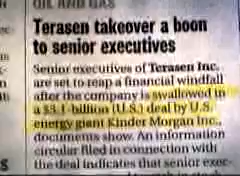 OIL AND GAS
Terasen takeover a boon
to senior executives
Senior executives of Terasen Inc.
are set to reap a financial windfall
after the company is swallowed in
a $3.1-billion (U.S.) deal by U.S.
energy giant Kinder Morgan Inc.,
documents show. An information
circular filed in connection with
the deal indicates that senior exec-